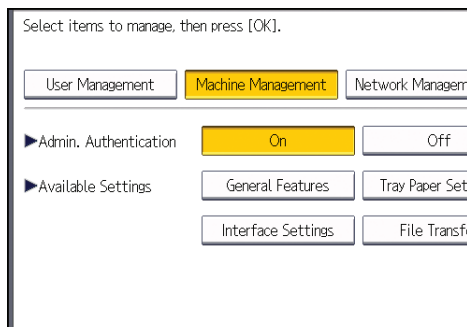 Select items to manage, then press [OK].
User Management Machine Management Network Managem
▶Admin. Authentication On Off
▶Available Settings General Features Tray Paper Set
Interface Settings File Transf